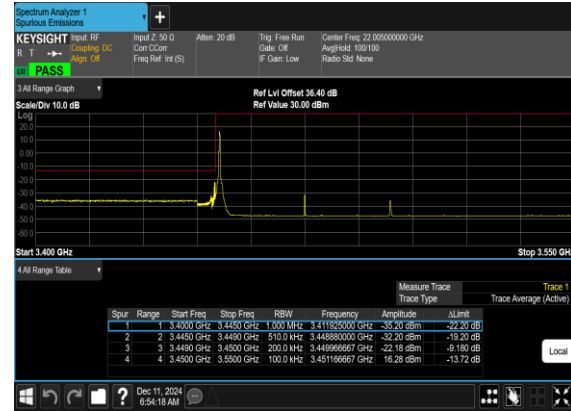 Spectrum Analyzer 1
Spurious Emissions
+
KEYSIGHT Input: RF Input Z: 50 Ω Atten: 20 dB Trig: Free Run Center Freq: 22.005000000 GHz
R T Coupling: DC Corr CCorr Gate: Off Avg|Hold: 100/100
Align: Off Freq Ref: Int (S) IF Gain: Low Radio Std: None
PASS
3 All Range Graph
Ref Lvl Offset 36.40 dB
Scale/Div 10.0 dB Ref Value 30.00 dBm
Log
20.0
10.0
0.00
-10.0
-20.0
-30.0
-40.0
-50.0
-60.0
Start 3.400 GHz Stop 3.550 GH
4 All Range Table
Measure Trace Trace 1
Trace Type Trace Average (Active)
Spur Range Start Freq Stop Freq RBW Frequency Amplitude ΔLimit
1 1 3.4000 GHz 3.4450 GHz 1.000 MHz 3.411925000 GHz -35.20 dBm -22.20 dB
2 2 3.4450 GHz 3.4490 GHz 510.0 kHz 3.448880000 GHz -32.20 dBm -19.20 dB
3 3 3.4490 GHz 3.4500 GHz 200.0 kHz 3.449966667 GHz -22.18 dBm -9.180 dB
4 4 3.4500 GHz 3.5500 GHz 100.0 kHz 3.451166667 GHz 16.28 dBm -13.72 dB
Local
?
Dec 11, 2024
6:54:18 AM